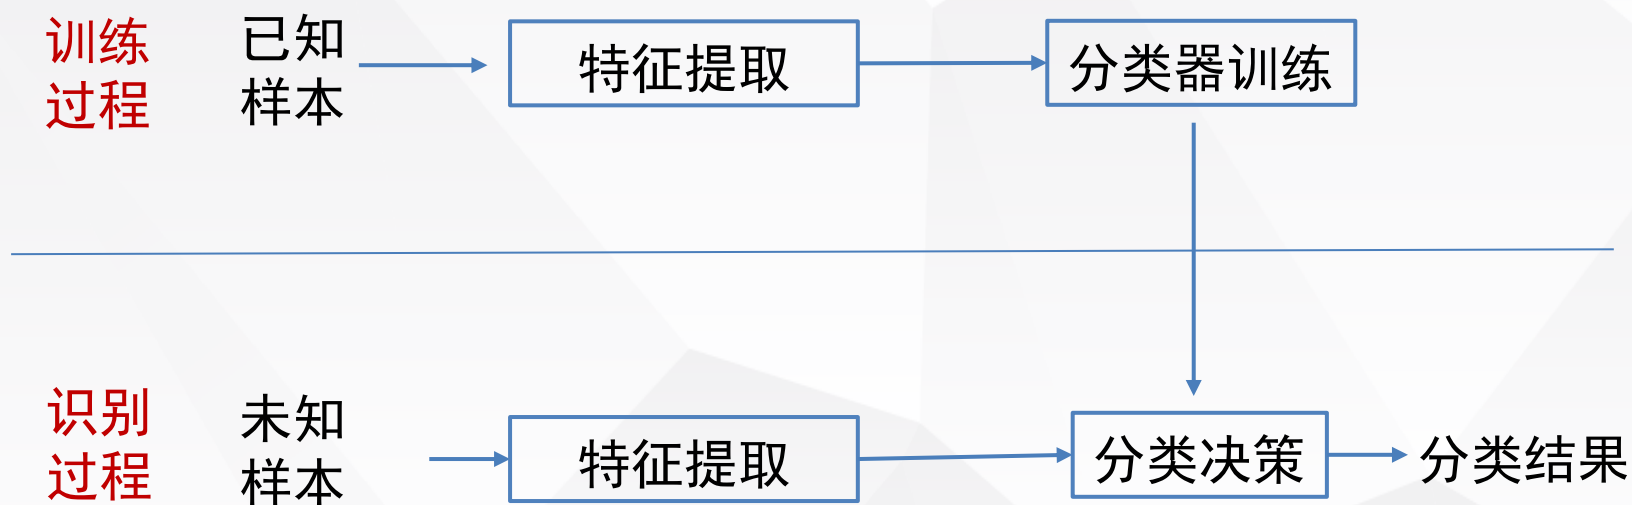 训练
过程
已知
样本
特征提取
分类器训练
识别
过程
未知
样本
特征提取
分类决策
分类结果